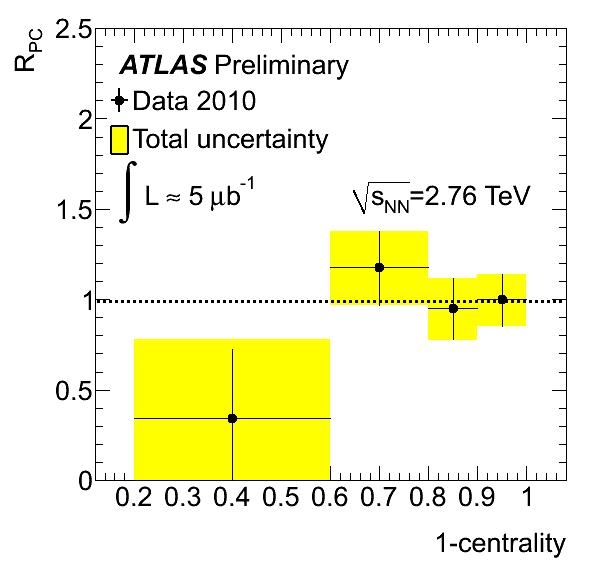 R_PC
2.5
2
1.5
1
0.5
0
ATLAS Preliminary
Data 2010
Total uncertainty
∫ L ≈ 5 μb⁻¹
√s_NN=2.76 TeV
0.2 0.3 0.4 0.5 0.6 0.7 0.8 0.9 1
1-centrality